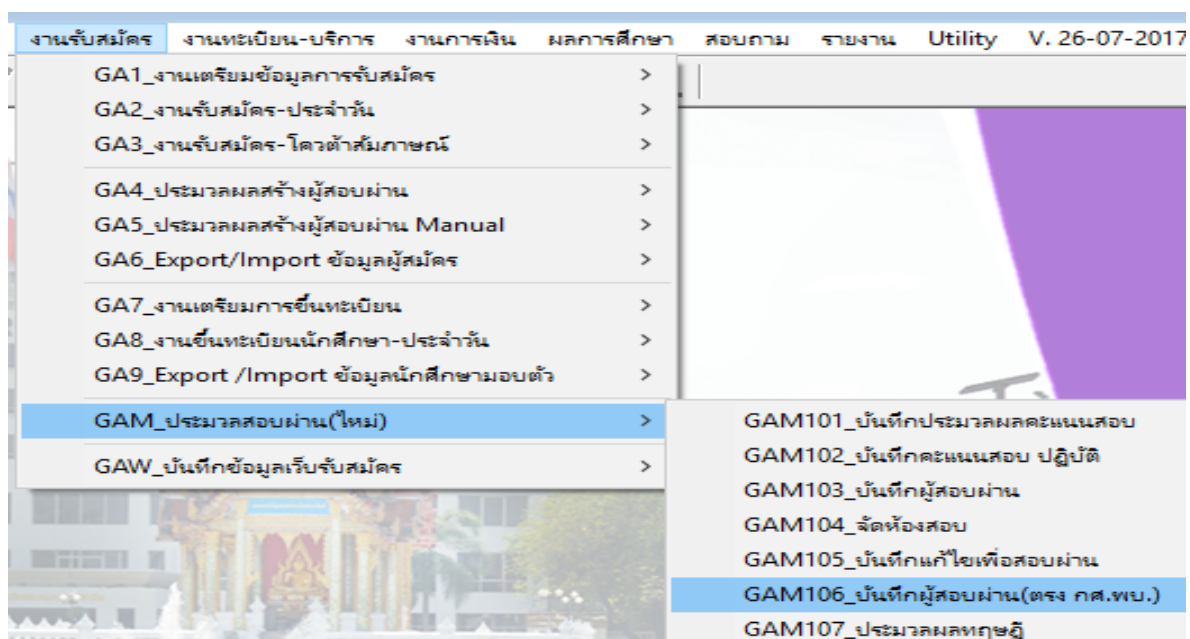 งานรับสมัคร งานทะเบียน-บริการ งานการเงิน ผลการศึกษา สอบถาม รายงาน Utility V. 26-07-2017
GA1_งานเตรียมข้อมูลการรับสมัคร >
GA2_งานรับสมัคร-ประจำวัน >
GA3_งานรับสมัคร-โควต้าสัมภาษณ์ >
GA4_ประมวลผลสร้างผู้สอบผ่าน >
GA5_ประมวลผลสร้างผู้สอบผ่าน Manual >
GA6_Export/Import ข้อมูลผู้สมัคร >
GA7_งานเตรียมการขึ้นทะเบียน >
GA8_งานขึ้นทะเบียนนักศึกษา-ประจำวัน >
GA9_Export /Import ข้อมูลนักศึกษามอบตัว >
GAM_ประมวลสอบผ่าน(ใหม่) >
GAW_บันทึกข้อมูลเว็บรับสมัคร >
GAM101_บันทึกประมวลผลคะแนนสอบ
GAM102_บันทึกคะแนนสอบ ปฏิบัติ
GAM103_บันทึกผู้สอบผ่าน
GAM104_จัดห้องสอบ
GAM105_บันทึกแก้ไขเพื่อสอบผ่าน
GAM106_บันทึกผู้สอบผ่าน(ตรง กศ.พบ.)
GAM107_ประมวลผลทฤษฎี